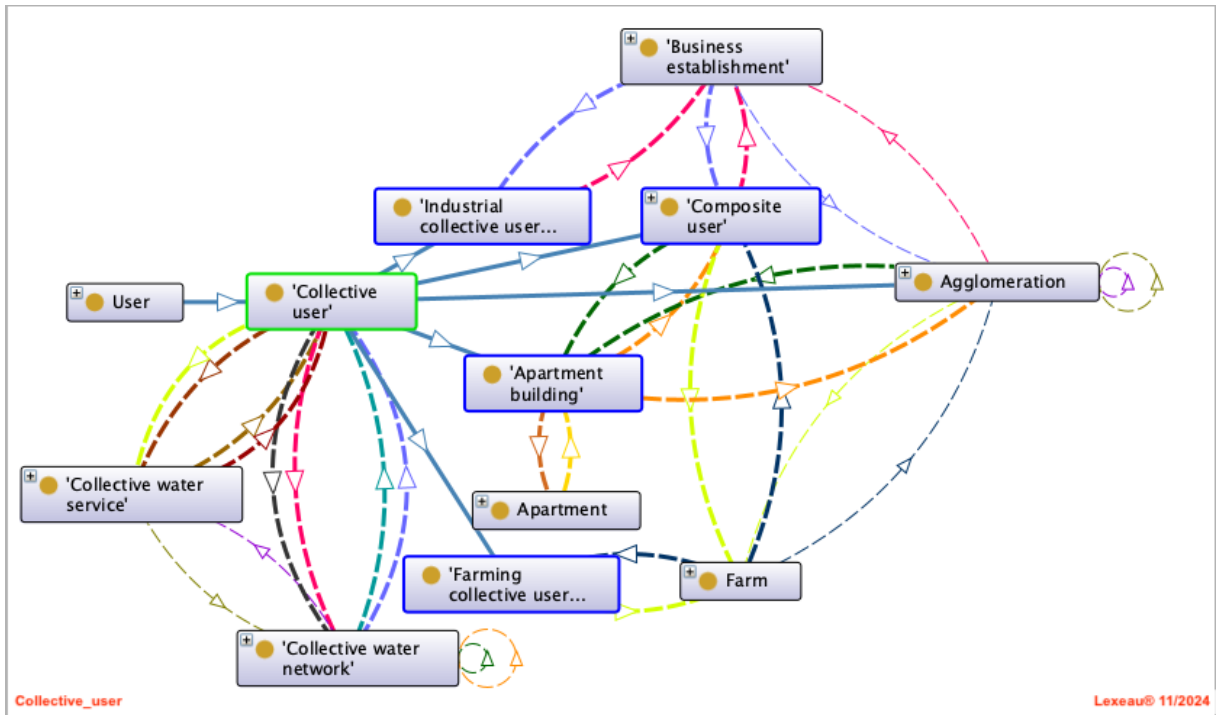 'Business
establishment'
'Industrial
collective user...
'Composite
user'
Agglomeration
User
'Collective
user'
'Apartment
building'
'Collective water
service'
Apartment
'Farming
collective user...
Farm
'Collective water
network'
Collective_user
Lexeau® 11/2024